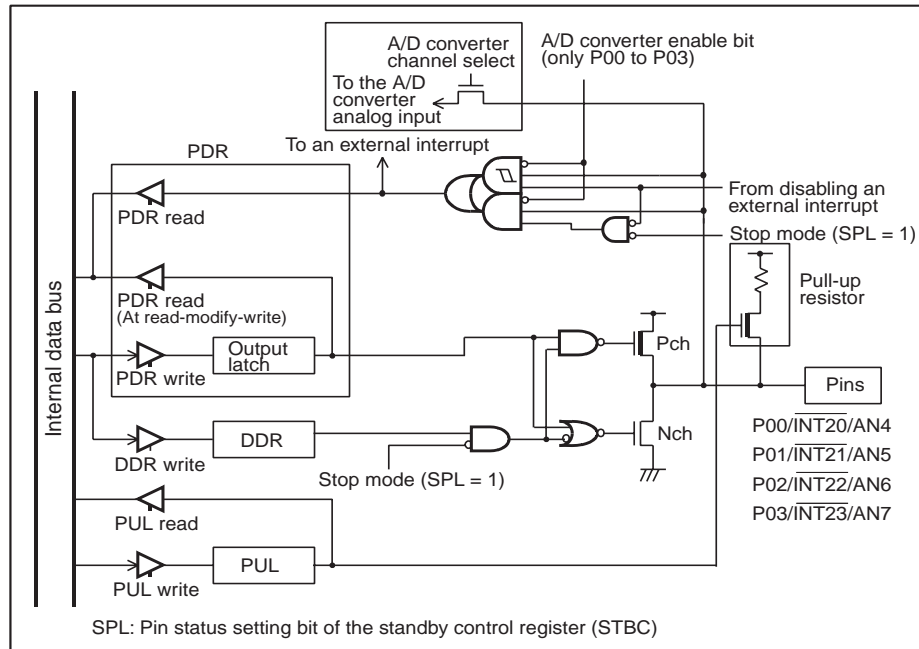 A/D converter
channel select
To the A/D
converter
analog input
A/D converter enable bit
(only P00 to P03)
To an external interrupt
PDR
PDR read
From disabling an
external interrupt
Stop mode (SPL = 1)
Pull-up
resistor
PDR read
(At read-modify-write)
Output
latch
PDR write
Pch
Internal data bus
Pins
DDR
DDR write
Nch
Stop mode (SPL = 1)
P00/INT20/AN4
P01/INT21/AN5
P02/INT22/AN6
P03/INT23/AN7
PUL read
PUL
PUL write
SPL: Pin status setting bit of the standby control register (STBC)